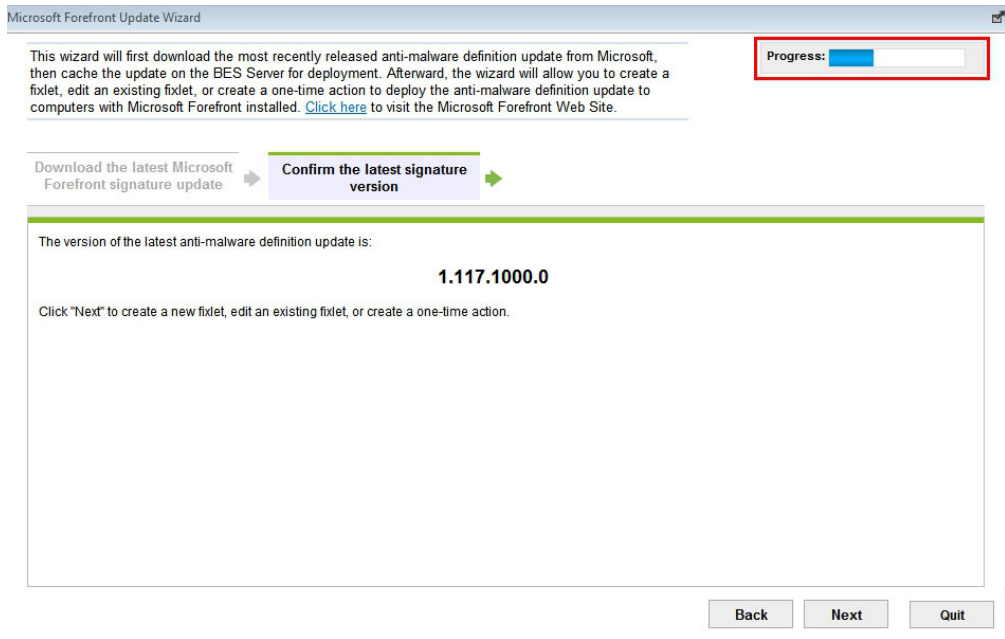 Microsoft Forefront Update Wizard
This wizard will first download the most recently released anti-malware definition update from Microsoft,
then cache the update on the BES Server for deployment. Afterward, the wizard will allow you to create a
fixlet, edit an existing fixlet, or create a one-time action to deploy the anti-malware definition update to
computers with Microsoft Forefront installed. Click here to visit the Microsoft Forefront Web Site.
Progress:
Download the latest Microsoft
Forefront signature update
Confirm the latest signature
version
The version of the latest anti-malware definition update is:
1.117.1000.0
Click "Next" to create a new fixlet, edit an existing fixlet, or create a one-time action.
Back
Next
Quit